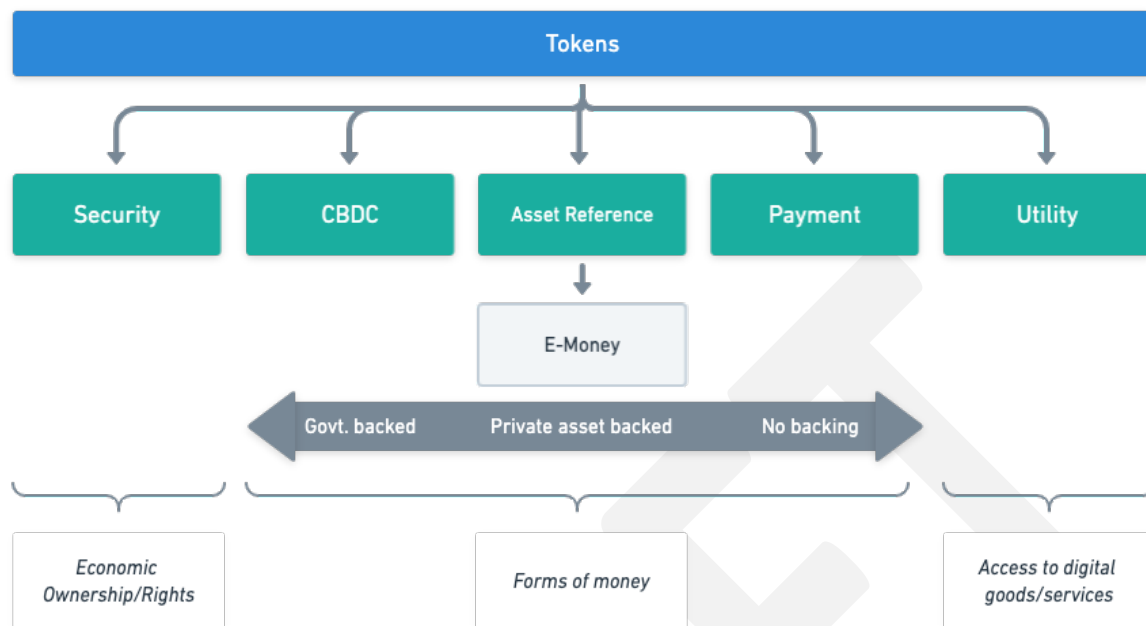 Tokens
Security
CBDC
Asset Reference
Payment
Utility
E-Money
Govt. backed
Private asset backed
No backing
Economic
Ownership/Rights
Forms of money
Access to digital
goods/services